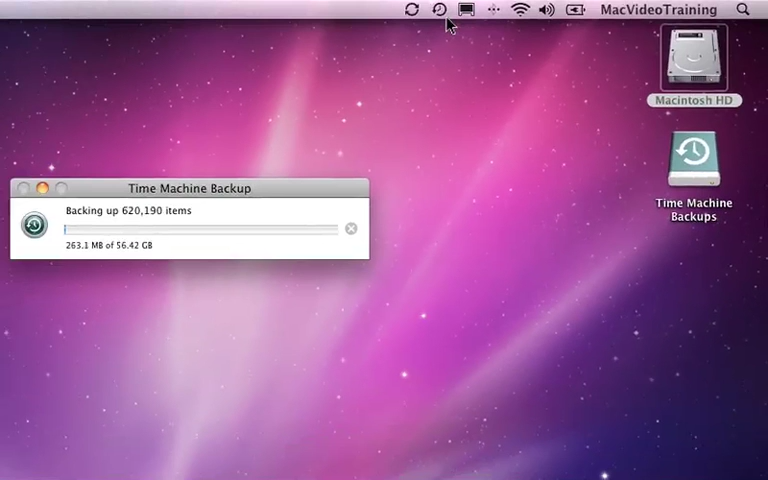 MacVideoTraining
Macintosh HD
Time Machine Backup
Backing up 620,190 items
263.1 MB of 56.42 GB
Time Machine
Backups